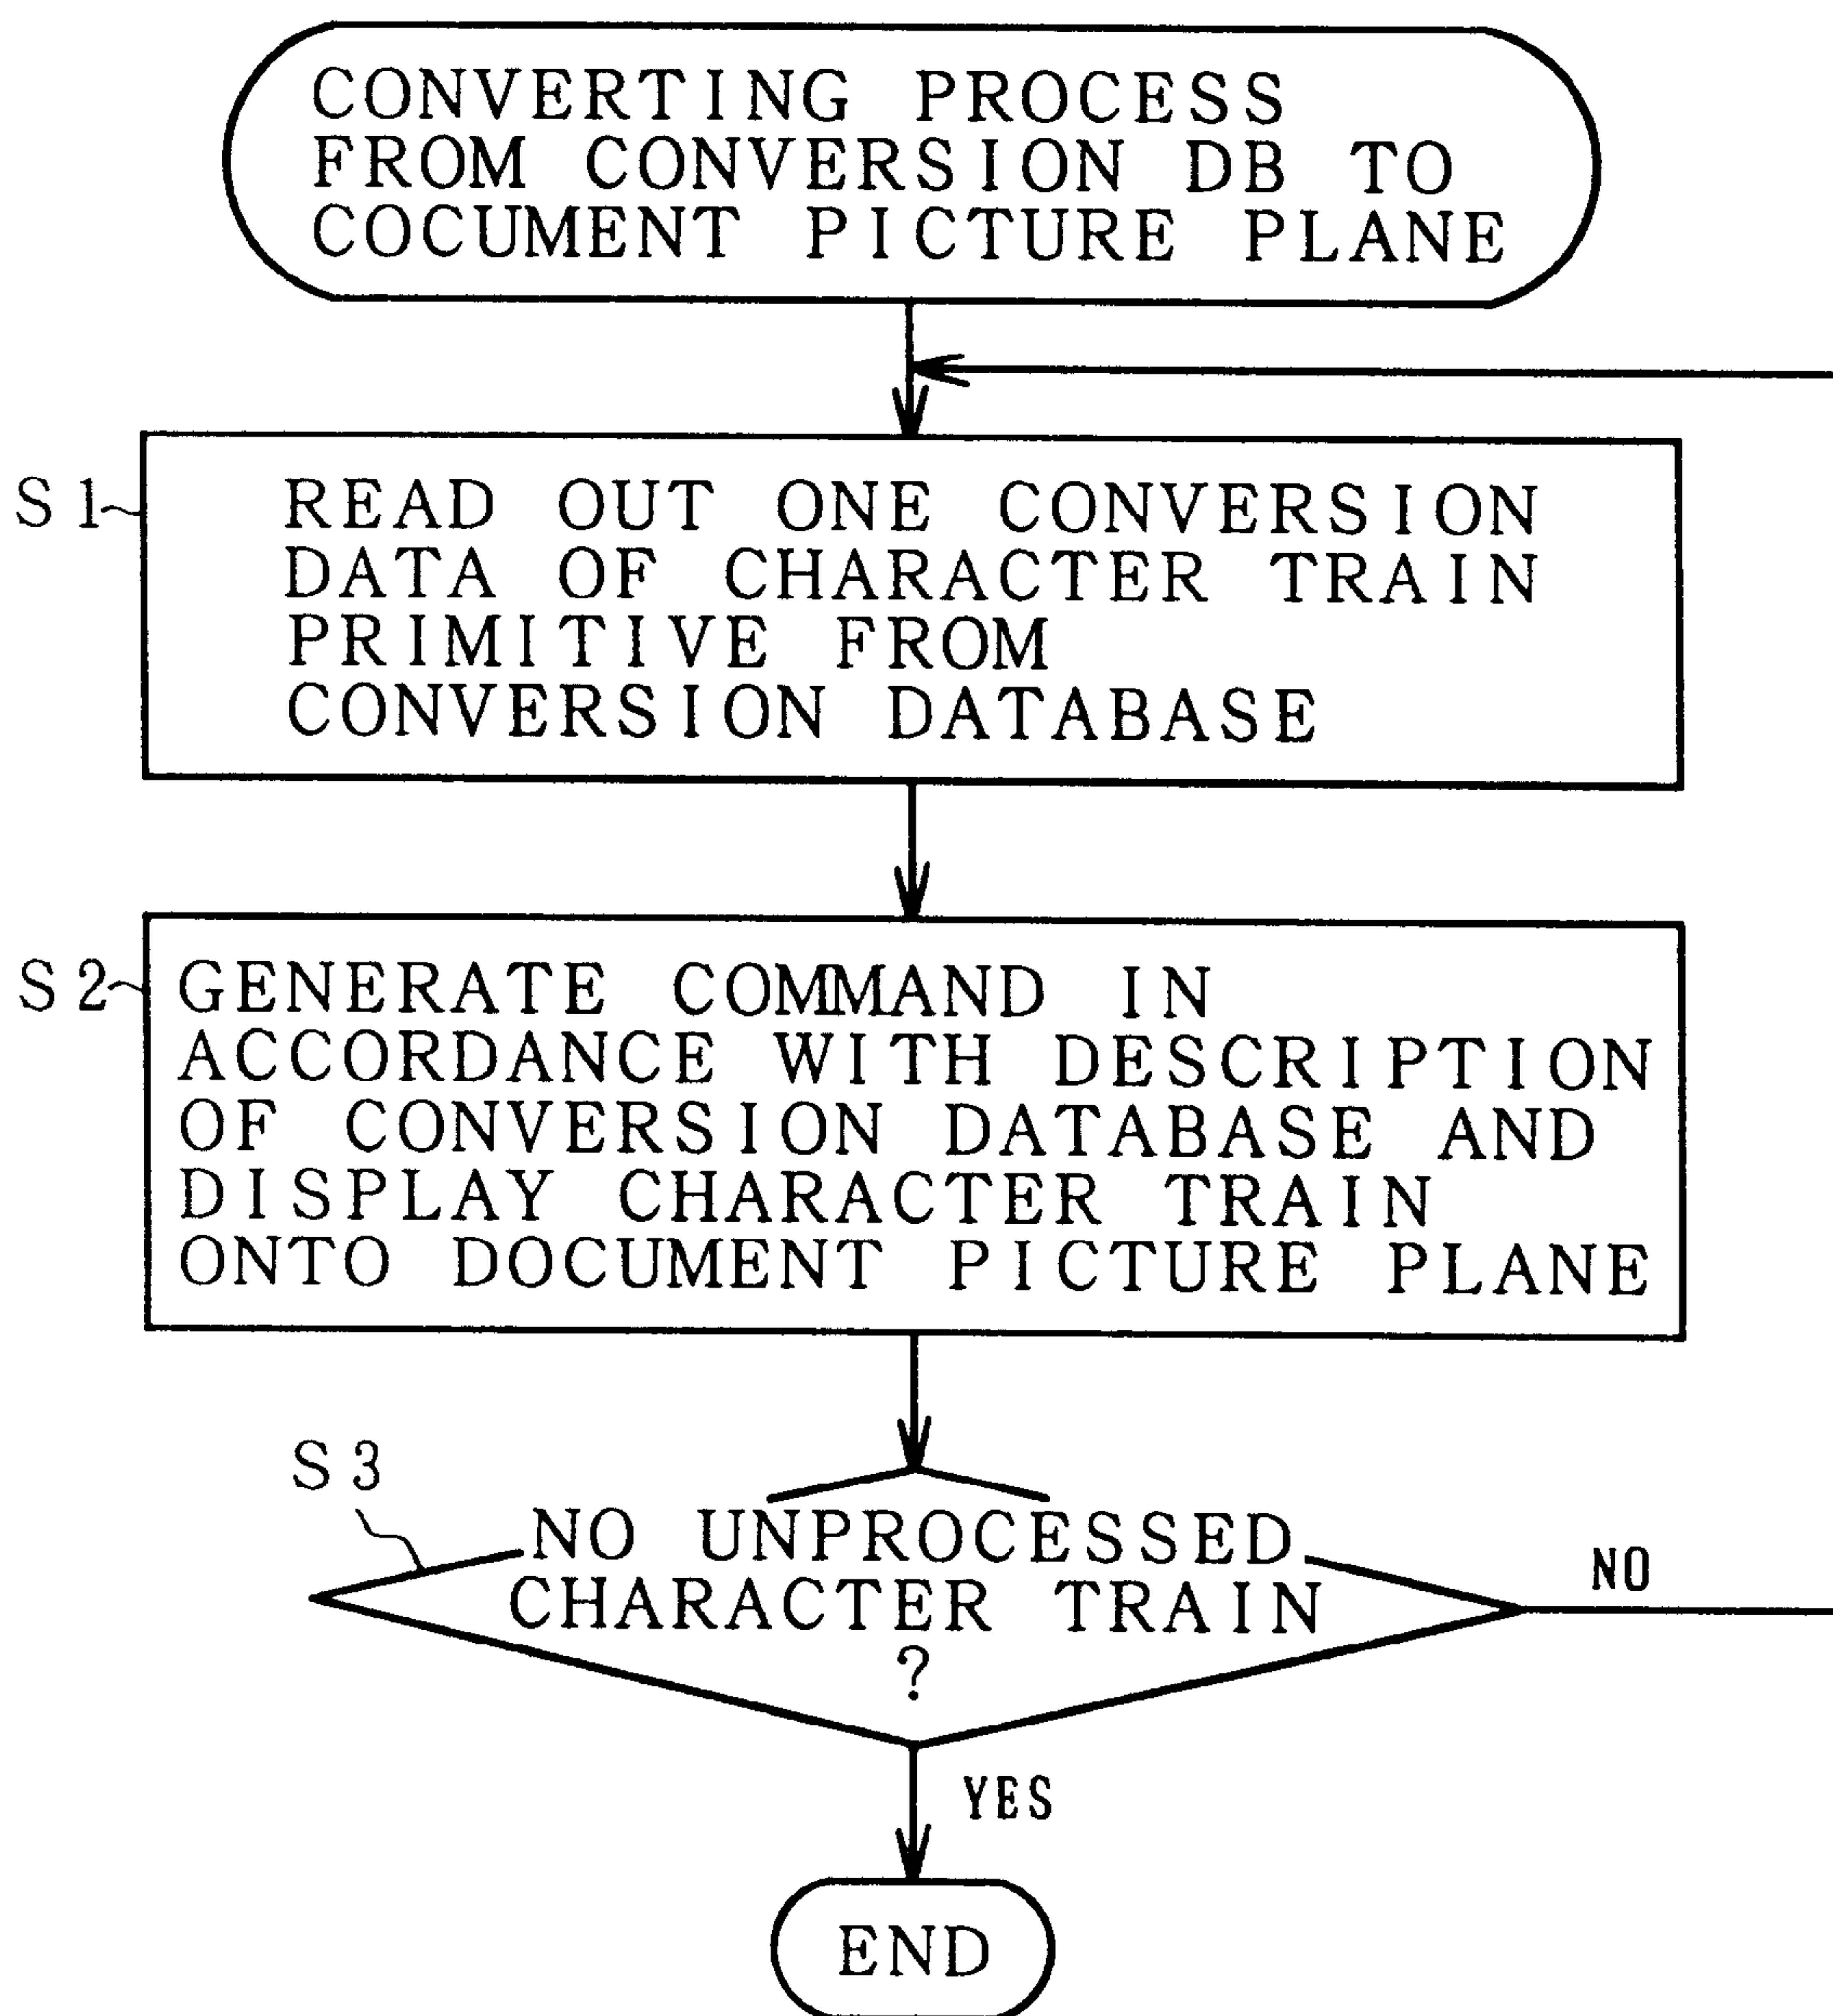 CONVERTING PROCESS
FROM CONVERSION DB TO
COCUMENT PICTURE PLANE
S1
READ OUT ONE CONVERSION
DATA OF CHARACTER TRAIN
PRIMITIVE FROM
CONVERSION DATABASE
S2
GENERATE COMMAND IN
ACCORDANCE WITH DESCRIPTION
OF CONVERSION DATABASE AND
DISPLAY CHARACTER TRAIN
ONTO DOCUMENT PICTURE PLANE
S3
NO UNPROCESSED
CHARACTER TRAIN
?
NO
YES
END